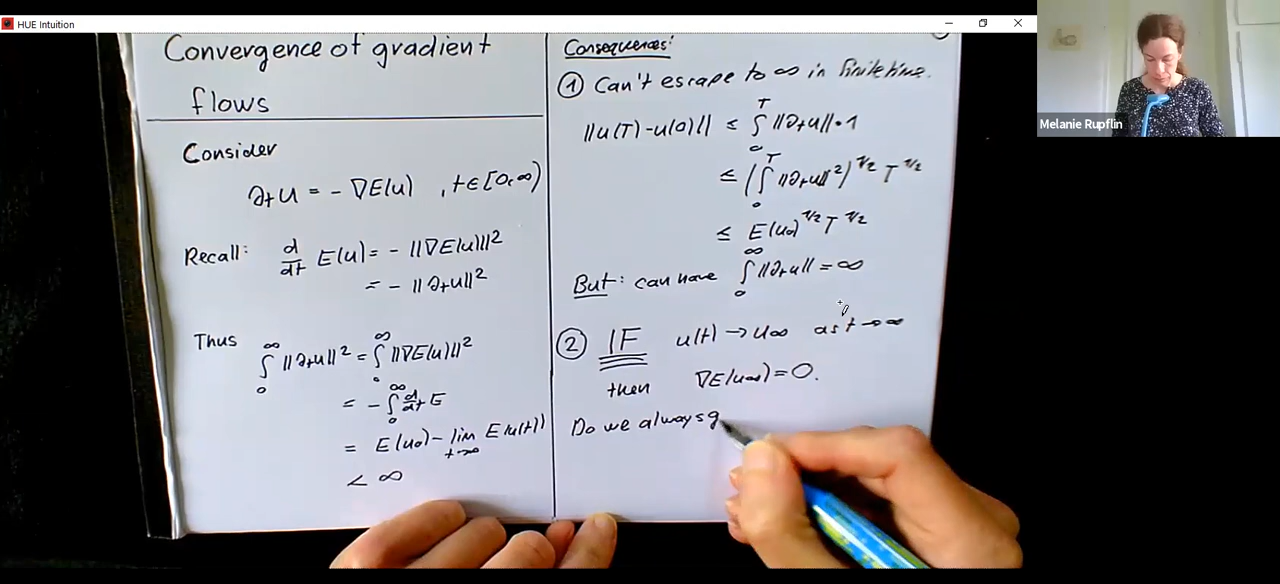 HUE Intuition
Melanie Rupflin
Convergence of gradient
flows
Consider
∂ₜu = - ∇E(u) , t∈[0,∞)
Recall: d/dt E(u) = - ||∇E(u)||²
= - ||∂ₜu||²
Thus
∫₀^∞ ||∂ₜu||² = ∫₀^∞ ||∇E(u)||²
= - ∫₀^∞ d/dt E
= E(u₀) - lim_{t→∞} E(u(t))
< ∞
Consequences:
① Can't escape to ∞ in finite time.
||u(T)-u(0)|| ≤ ∫₀^T ||∂ₜu||·1
≤ (∫₀^T ||∂ₜu||²)^{1/2} T^{1/2}
≤ E(u₀)^{1/2} T^{1/2}
But: can have ∫₀^∞ ||∂ₜu|| = ∞
② IF u(t) → u∞ as t→∞
then ∇E(u∞) = 0.
Do we always g